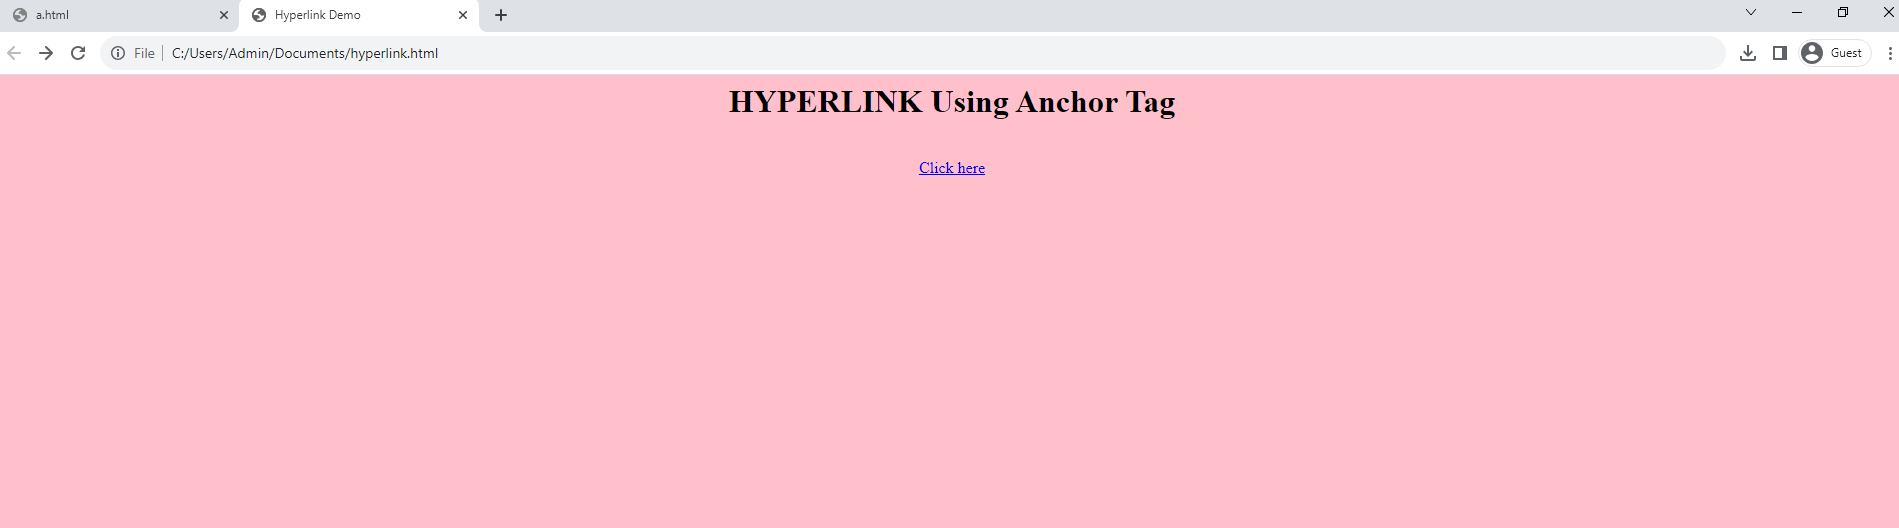 a.html
Hyperlink Demo
File
C:/Users/Admin/Documents/hyperlink.html
Guest
HYPERLINK Using Anchor Tag
Click here